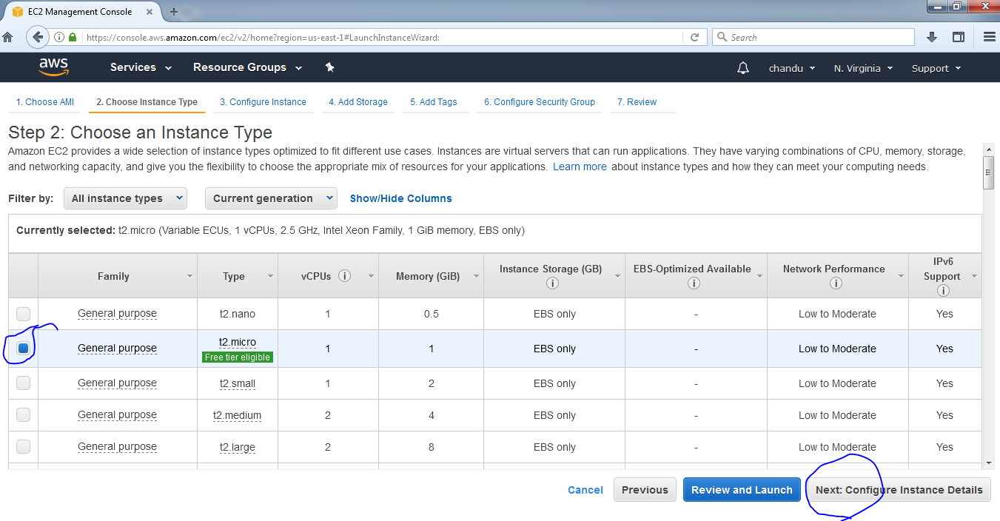 EC2 Management Console
https://console.aws.amazon.com/ec2/v2/home?region=us-east-1#LaunchInstanceWizard:
Search
aws Services Resource Groups chandu N. Virginia Support
1. Choose AMI 2. Choose Instance Type 3. Configure Instance 4. Add Storage 5. Add Tags 6. Configure Security Group 7. Review
Step 2: Choose an Instance Type
Amazon EC2 provides a wide selection of instance types optimized to fit different use cases. Instances are virtual servers that can run applications. They have varying combinations of CPU, memory, storage,
and networking capacity, and give you the flexibility to choose the appropriate mix of resources for your applications. Learn more about instance types and how they can meet your computing needs.
Filter by: All instance types Current generation Show/Hide Columns
Currently selected: t2.micro (Variable ECUs, 1 vCPUs, 2.5 GHz, Intel Xeon Family, 1 GiB memory, EBS only)
Family Type vCPUs Memory (GiB) Instance Storage (GB) EBS-Optimized Available Network Performance IPv6
Support
General purpose t2.nano 1 0.5 EBS only - Low to Moderate Yes
General purpose t2.micro 1 1 EBS only - Low to Moderate Yes
Free tier eligible
General purpose t2.small 1 2 EBS only - Low to Moderate Yes
General purpose t2.medium 2 4 EBS only - Low to Moderate Yes
General purpose t2.large 2 8 EBS only - Low to Moderate Yes
Cancel Previous Review and Launch Next: Configure Instance Details